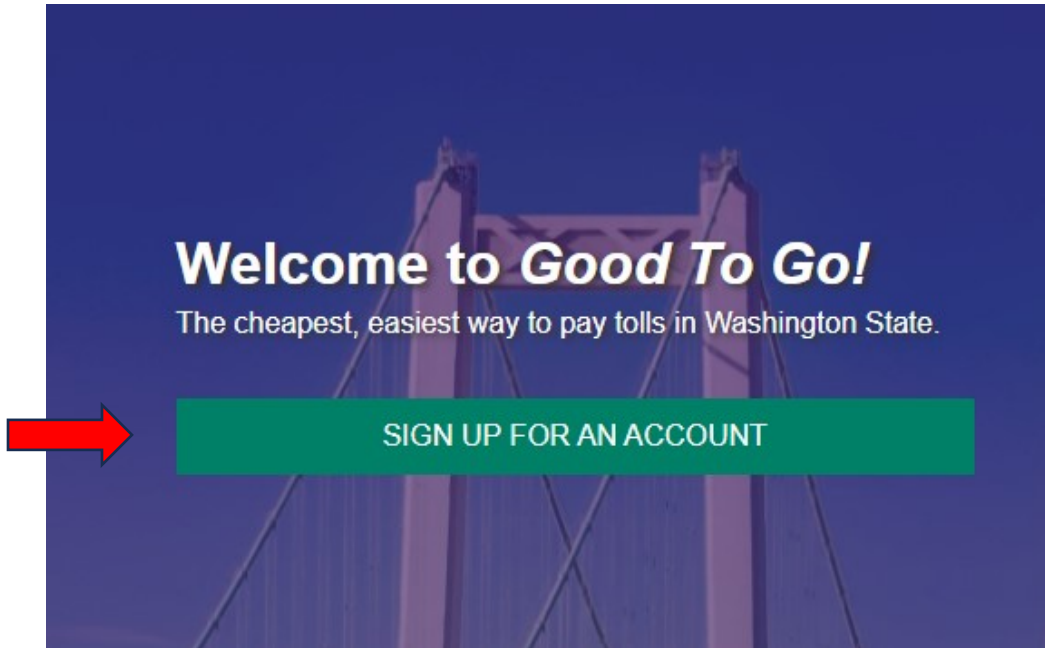 Welcome to Good To Go!
The cheapest, easiest way to pay tolls in Washington State.
SIGN UP FOR AN ACCOUNT